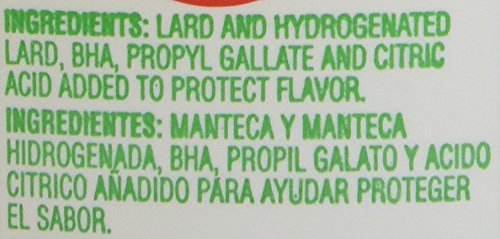 INGREDIENTS: LARD AND HYDROGENATED
LARD, BHA, PROPYL GALLATE AND CITRIC
ACID ADDED TO PROTECT FLAVOR.
INGREDIENTES: MANTECA Y MANTECA
HIDROGENADA, BHA, PROPIL GALATO Y ACIDO
CITRICO AÑADIDO PARA AYUDAR PROTEGER
EL SABOR.